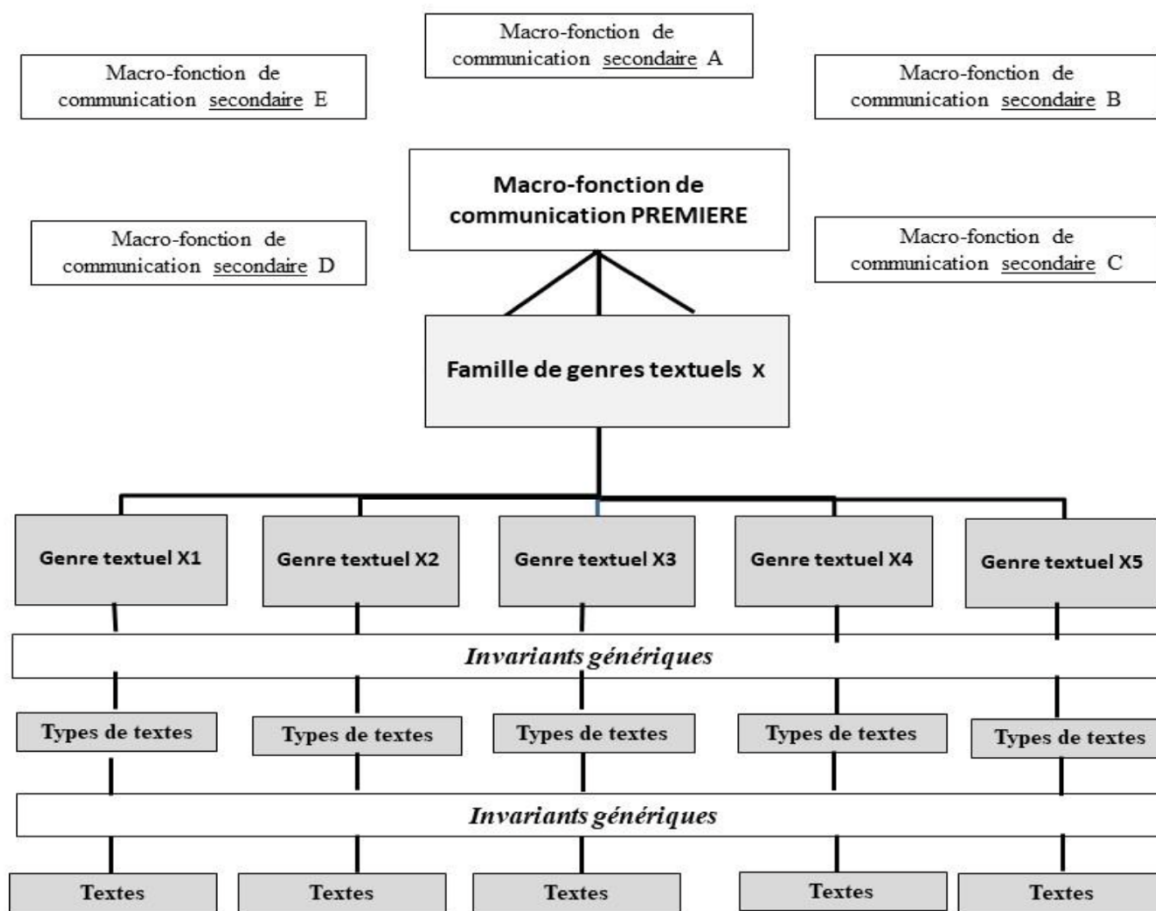 Macro-fonction de
communication secondaire A
Macro-fonction de
communication secondaire E
Macro-fonction de
communication secondaire B
Macro-fonction de
communication PREMIERE
Macro-fonction de
communication secondaire D
Macro-fonction de
communication secondaire C
Famille de genres textuels X
Genre textuel X1
Genre textuel X2
Genre textuel X3
Genre textuel X4
Genre textuel X5
Invariants génériques
Types de textes
Types de textes
Types de textes
Types de textes
Types de textes
Invariants génériques
Textes
Textes
Textes
Textes
Textes